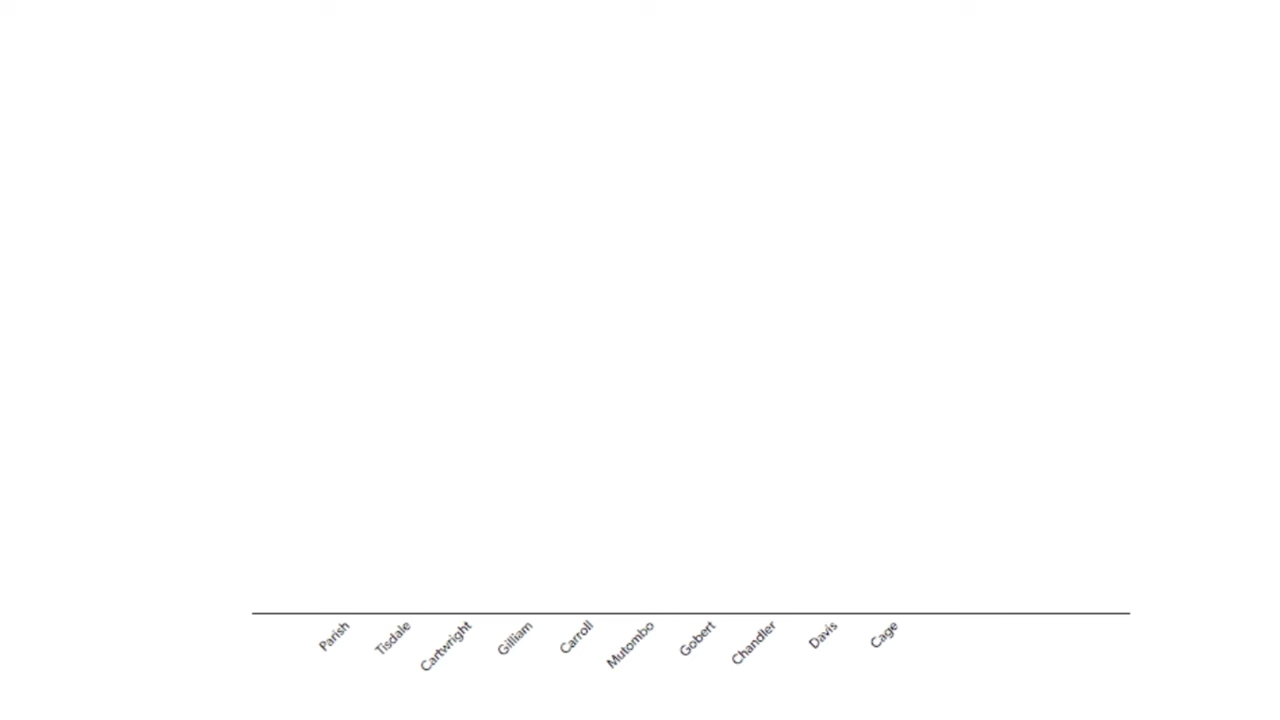 Parish
Tisdale
Cartwright
Gilliam
Carroll
Mutombo
Gobert
Chandler
Davis
Cage